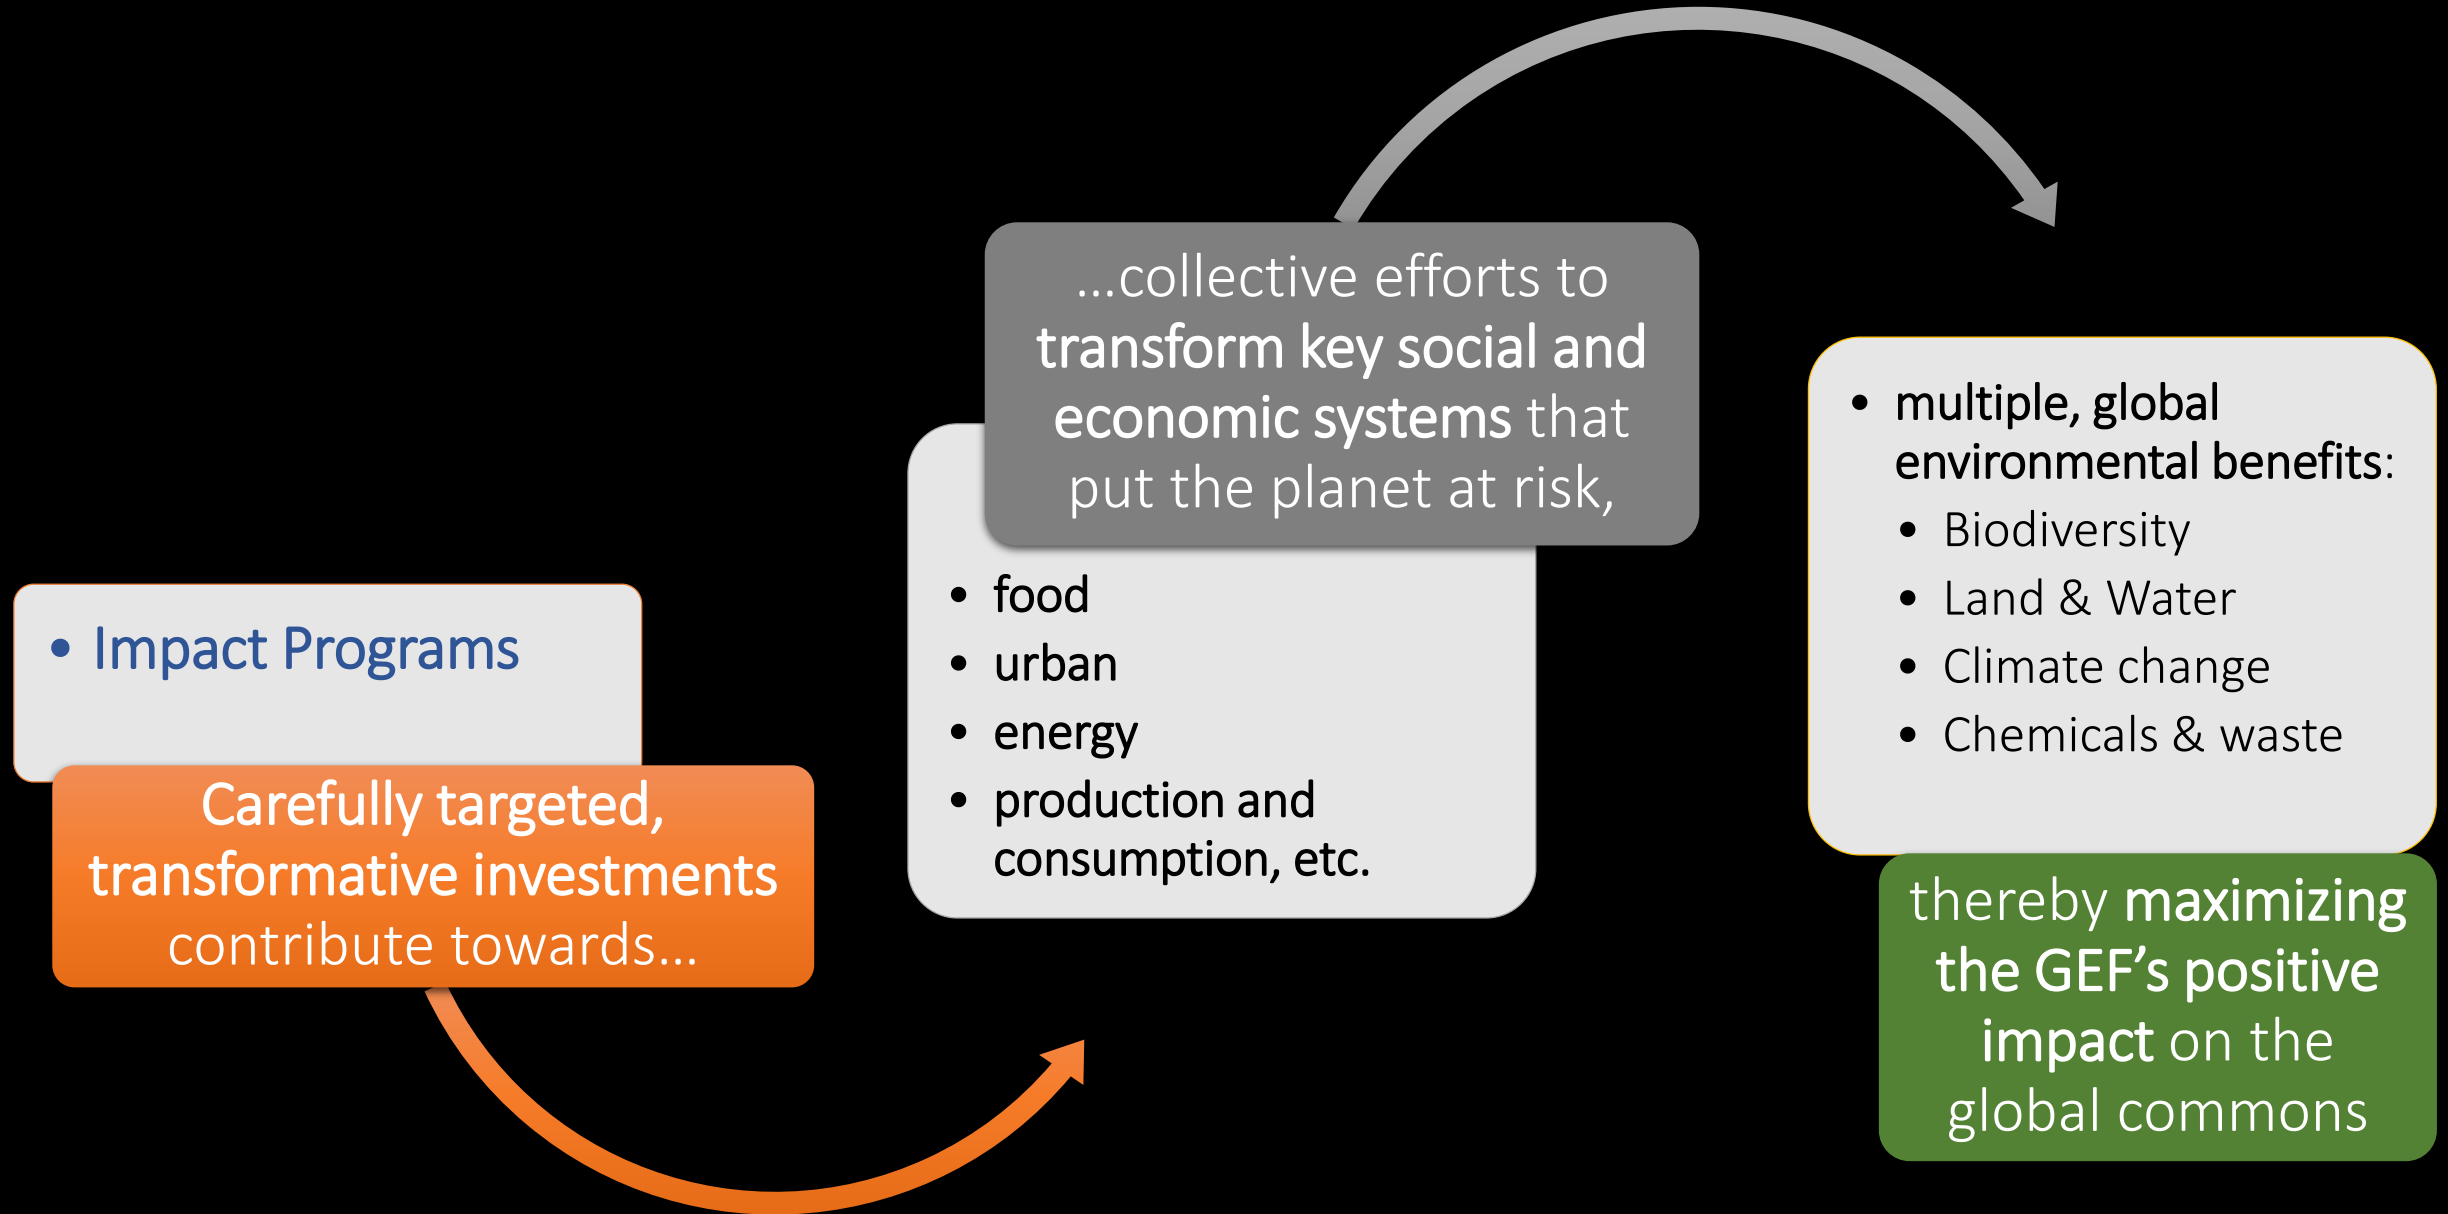 • Impact Programs
Carefully targeted,
transformative investments
contribute towards...
...collective efforts to
transform key social and
economic systems that
put the planet at risk,
• food
• urban
• energy
• production and
consumption, etc.
• multiple, global
environmental benefits:
• Biodiversity
• Land & Water
• Climate change
• Chemicals & waste
thereby maximizing
the GEF’s positive
impact on the
global commons